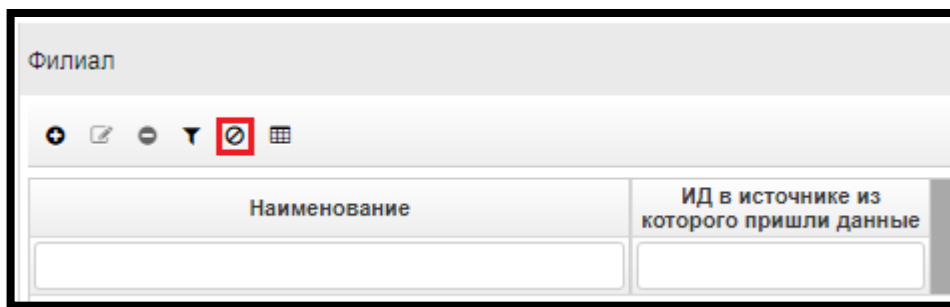 Филиал
Наименование
ИД в источнике из
которого пришли данные